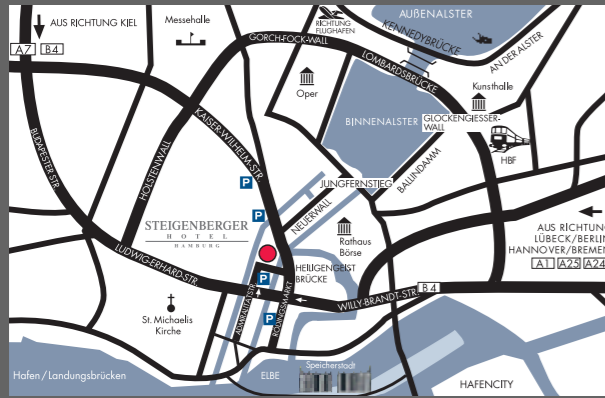 AUS RICHTUNG KIEL
A7 B4
Messehalle
RICHTUNG
FLUGHAFEN
AUßENALSTER
KENNEDYBRÜCKE
AN DER ALSTER
GORCH-FOCK-WALL
LOMBARDSBRÜCKE
Oper
Kunsthalle
BINNENALSTER
GLOCKENGIESSER-
WALL
HBF
BUDAPESTER STR.
HOLSTENWALL
KAISER-WILHELM-STR.
P
JUNGFERNSTIEG
BALLINDAMM
P
NEUERWALL
STEIGENBERGER
HOTEL
HAMBURG
Rathaus
Börse
AUS RICHTUNG
LÜBECK/BERLIN
HANNOVER/BREMEN
A1 A25 A24
LUDWIG-ERHARD-STR.
HEILIGENGEIST
BRÜCKE
P
ADMIRALITÄTSTR.
RÖDINGSMARKT
WILLY-BRANDT-STR.
B4
St. Michaelis
Kirche
P
Hafen/Landungsbrücken
ELBE
Speicherstadt
HAFENCITY